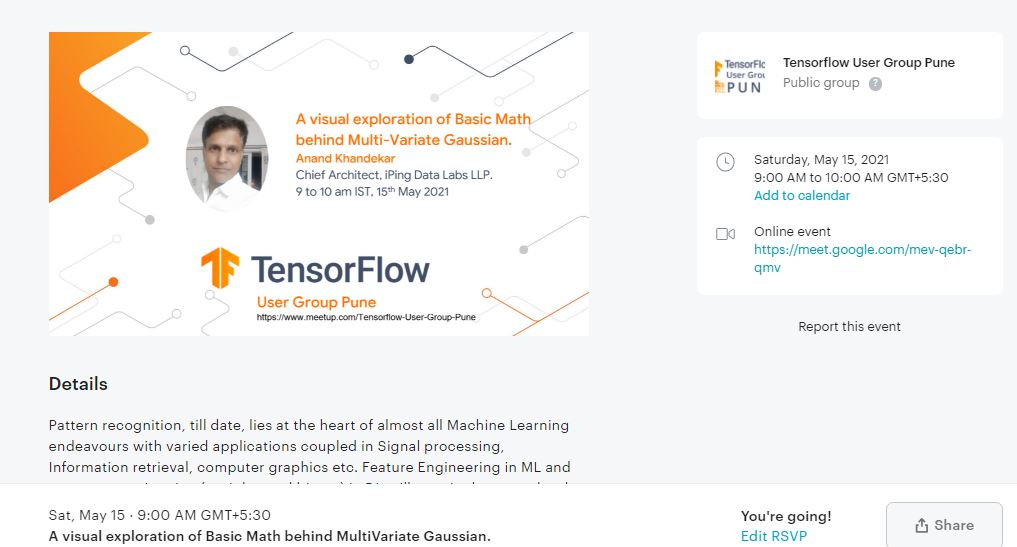 A visual exploration of Basic Math
behind Multi-Variate Gaussian.
Anand Khandekar
Chief Architect, iPing Data Labs LLP.
9 to 10 am IST, 15th May 2021
TensorFlow
User Group Pune
https://www.meetup.com/Tensorflow-User-Group-Pune
TensorFlo
User Grou
PUN
Tensorflow User Group Pune
Public group ?
Saturday, May 15, 2021
9:00 AM to 10:00 AM GMT+5:30
Add to calendar
Online event
https://meet.google.com/mev-qebr-
qmv
Report this event
Details
Pattern recognition, till date, lies at the heart of almost all Machine Learning
endeavours with varied applications coupled in Signal processing,
Information retrieval, computer graphics etc. Feature Engineering in ML and
Sat, May 15 · 9:00 AM GMT+5:30
A visual exploration of Basic Math behind MultiVariate Gaussian.
You're going!
Edit RSVP
Share